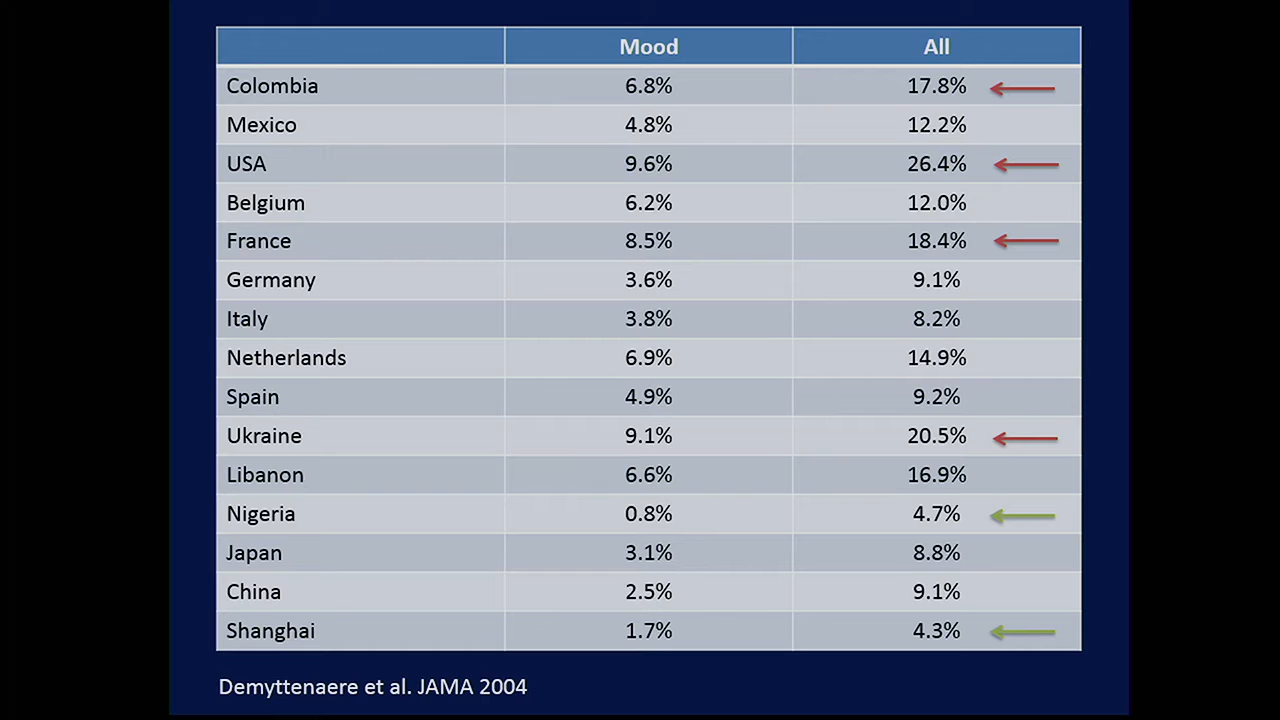 Mood All
Colombia 6.8% 17.8%
Mexico 4.8% 12.2%
USA 9.6% 26.4%
Belgium 6.2% 12.0%
France 8.5% 18.4%
Germany 3.6% 9.1%
Italy 3.8% 8.2%
Netherlands 6.9% 14.9%
Spain 4.9% 9.2%
Ukraine 9.1% 20.5%
Libanon 6.6% 16.9%
Nigeria 0.8% 4.7%
Japan 3.1% 8.8%
China 2.5% 9.1%
Shanghai 1.7% 4.3%
Demyttenaere et al. JAMA 2004